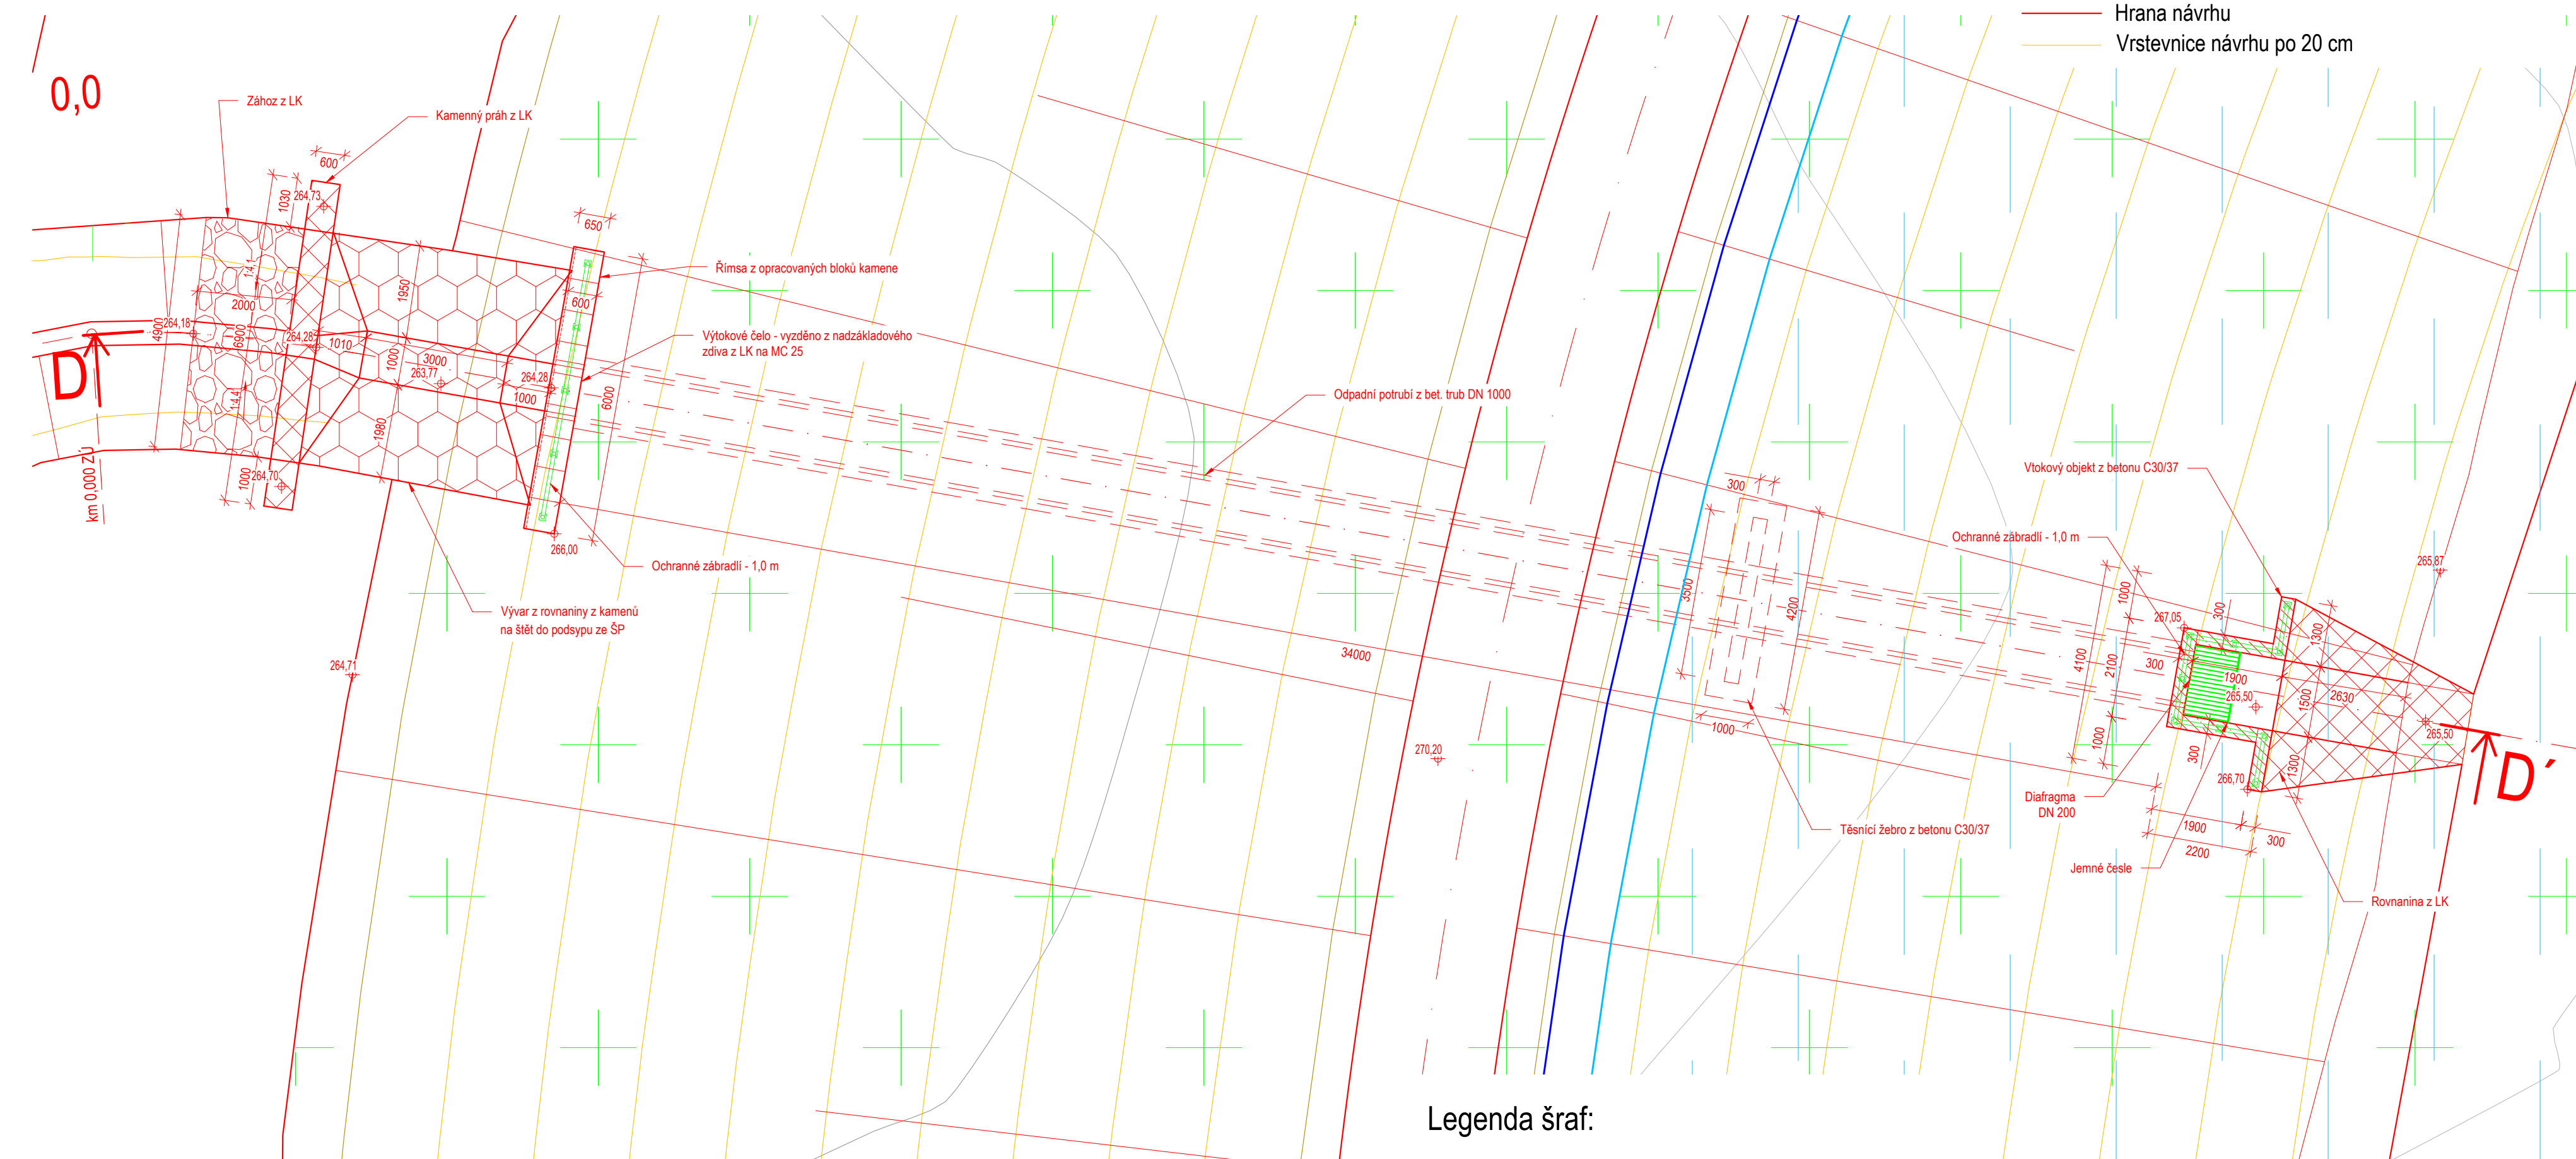 Hrana návrhu
Vrstevnice návrhu po 20 cm
0,0
Zához z LK
Kamenný práh z LK
600
1030
264,73
650
Římsa z opracovaných bloků kamene
600
1950
1:4,1
2000
4900
264,18
6900
264,28
1010
1000
3000
263,77
264,28
1000
6000
Výtokové čelo - vyzděno z nadzákladového
zdiva z LK na MC 25
D
1:4,4
1980
1000
264,70
km 0,000 ZÚ
Odpadní potrubí z bet. trub DN 1000
266,00
Ochranné zábradlí - 1,0 m
Vývar z rovnaniny z kamenů
na štět do podsypu ze ŠP
264,71
34000
270,20
300
3500
4200
1000
Těsnící žebro z betonu C30/37
Vtokový objekt z betonu C30/37
Ochranné zábradlí - 1,0 m
265,87
1000
267,05
300
1300
4100
2100
300
1900
265,50
1500
2630
265,50
1000
300
266,70
1300
D´
Diafragma
DN 200
1900
300
2200
Jemné česle
Rovnanina z LK
Legenda šraf: